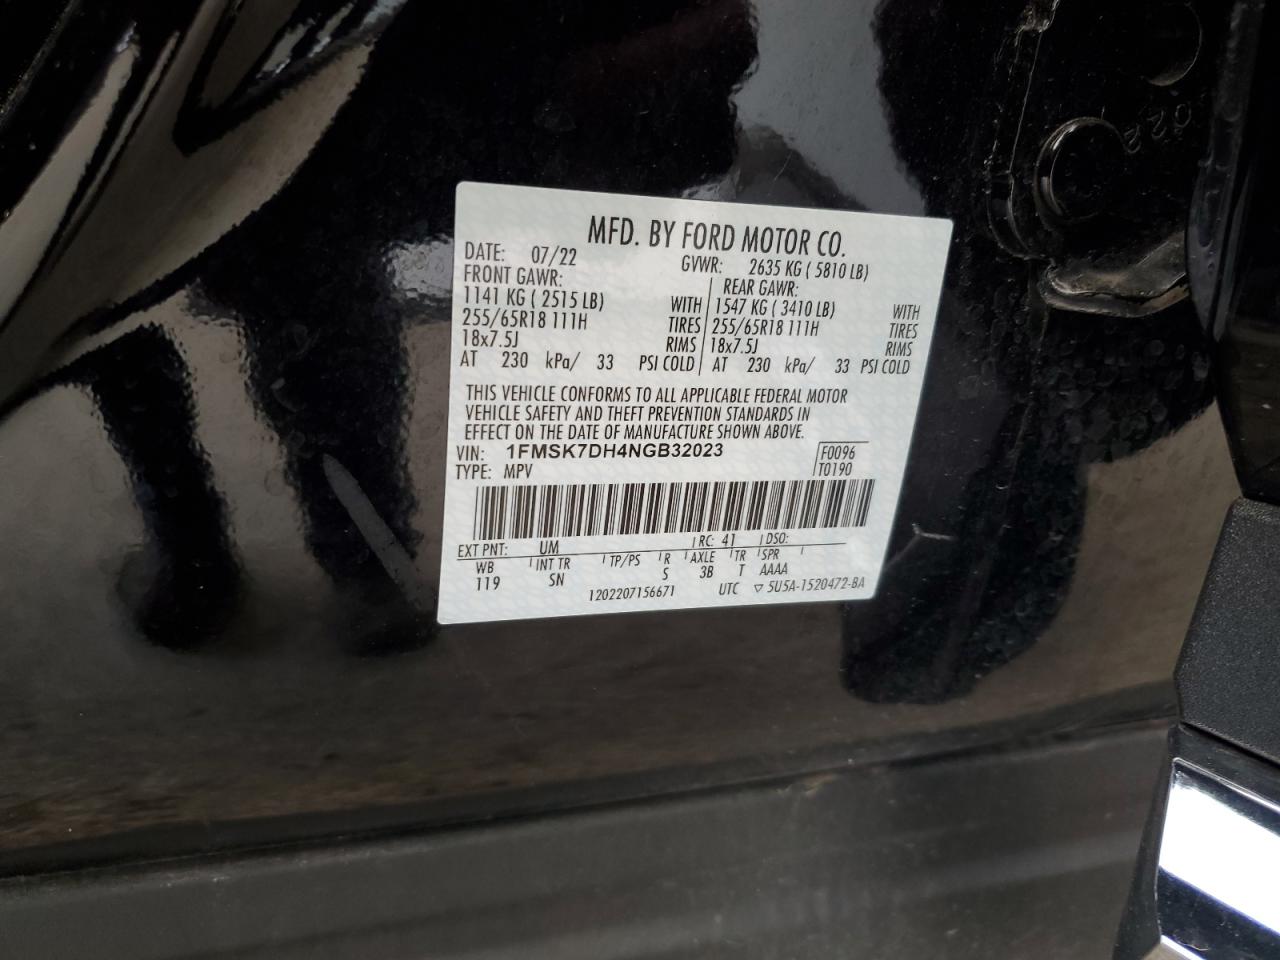 MFD. BY FORD MOTOR CO.
DATE: 07/22 GVWR: 2635 KG ( 5810 LB)
FRONT GAWR: REAR GAWR:
1141 KG ( 2515 LB) WITH 1547 KG ( 3410 LB) WITH
255/65R18 111H TIRES 255/65R18 111H TIRES
18x7.5J RIMS 18x7.5J RIMS
AT 230 kPa/ 33 PSI COLD AT 230 kPa/ 33 PSI COLD
THIS VEHICLE CONFORMS TO ALL APPLICABLE FEDERAL MOTOR
VEHICLE SAFETY AND THEFT PREVENTION STANDARDS IN
EFFECT ON THE DATE OF MANUFACTURE SHOWN ABOVE.
VIN: 1FMSK7DH4NGB32023 F0096
TYPE: MPV T0190
EXT PNT: UM RC: 41 DSO:
WB INT TR TP/PS R AXLE TR SPR
119 SN S 3B T AAAA
1202207156671 UTC ▽ 5U5A-1520472-BA
022